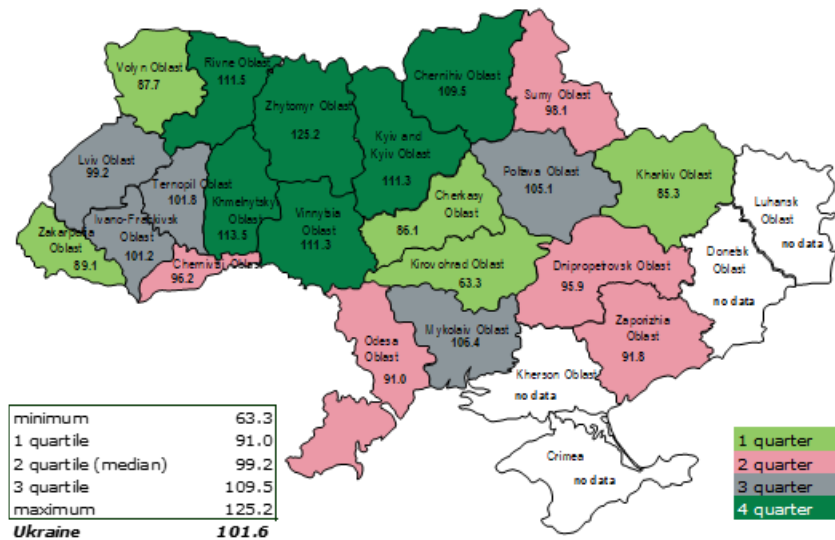 Volyn Oblast
87.7
Rivne Oblast
111.5
Zhytomyr Oblast
125.2
Kyiv and
Kyiv Oblast
111.3
Chernihiv Oblast
109.5
Sumy Oblast
98.1
Lviv Oblast
99.2
Ternopil Oblast
101.8
Khmelnytsky
Oblast
113.5
Vinnytsia
Oblast
111.3
Cherkasy
Oblast
86.1
Poltava Oblast
105.1
Kharkiv Oblast
85.3
Luhansk
Oblast
no data
Zakarpattia
Oblast
89.1
Ivano-Frankivsk
Oblast
101.2
Chernivtsi Oblast
96.2
Kirovohrad Oblast
63.3
Dnipropetrovsk Oblast
95.9
Donetsk
Oblast
no data
Odesa
Oblast
91.0
Mykolaiv Oblast
106.4
Zaporizhia
Oblast
91.8
Kherson Oblast
no data
Crimea
no data
minimum 63.3
1 quartile 91.0
2 quartile (median) 99.2
3 quartile 109.5
maximum 125.2
Ukraine 101.6
1 quarter
2 quarter
3 quarter
4 quarter